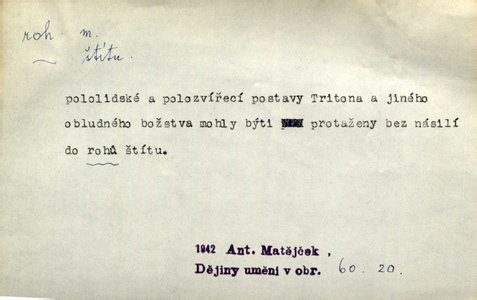 roh. m.
štítu.
pololidské a polozvířecí postavy Tritona a jiného
obludného božstva mohly býti protaženy bez násilí
do rohů štítu.
1942 Ant. Matějček,
Dějiny umění v obr. 60. 20.